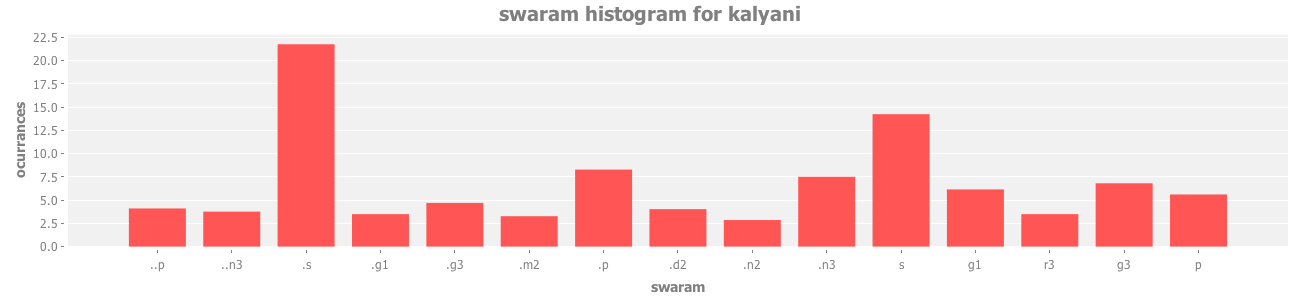 swaram histogram for kalyani
ocurrances
22.5
20.0
17.5
15.0
12.5
10.0
7.5
5.0
2.5
0.0
..p ..n3 .s .g1 .g3 .m2 .p .d2 .n2 .n3 s g1 r3 g3 p
swaram